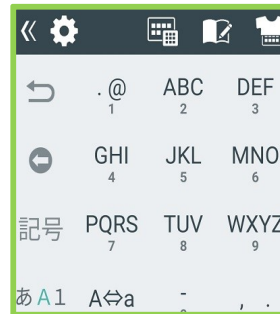 «
.@ ABC DEF
1 2 3
GHI JKL MNO
4 5 6
記号 PQRS TUV WXYZ
7 8 9
あA1 A⇔a - , .